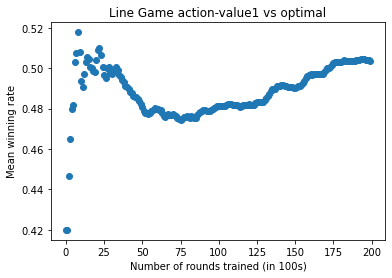 Line Game action-value1 vs optimal
Mean winning rate
0.52
0.50
0.48
0.46
0.44
0.42
0 25 50 75 100 125 150 175 200
Number of rounds trained (in 100s)